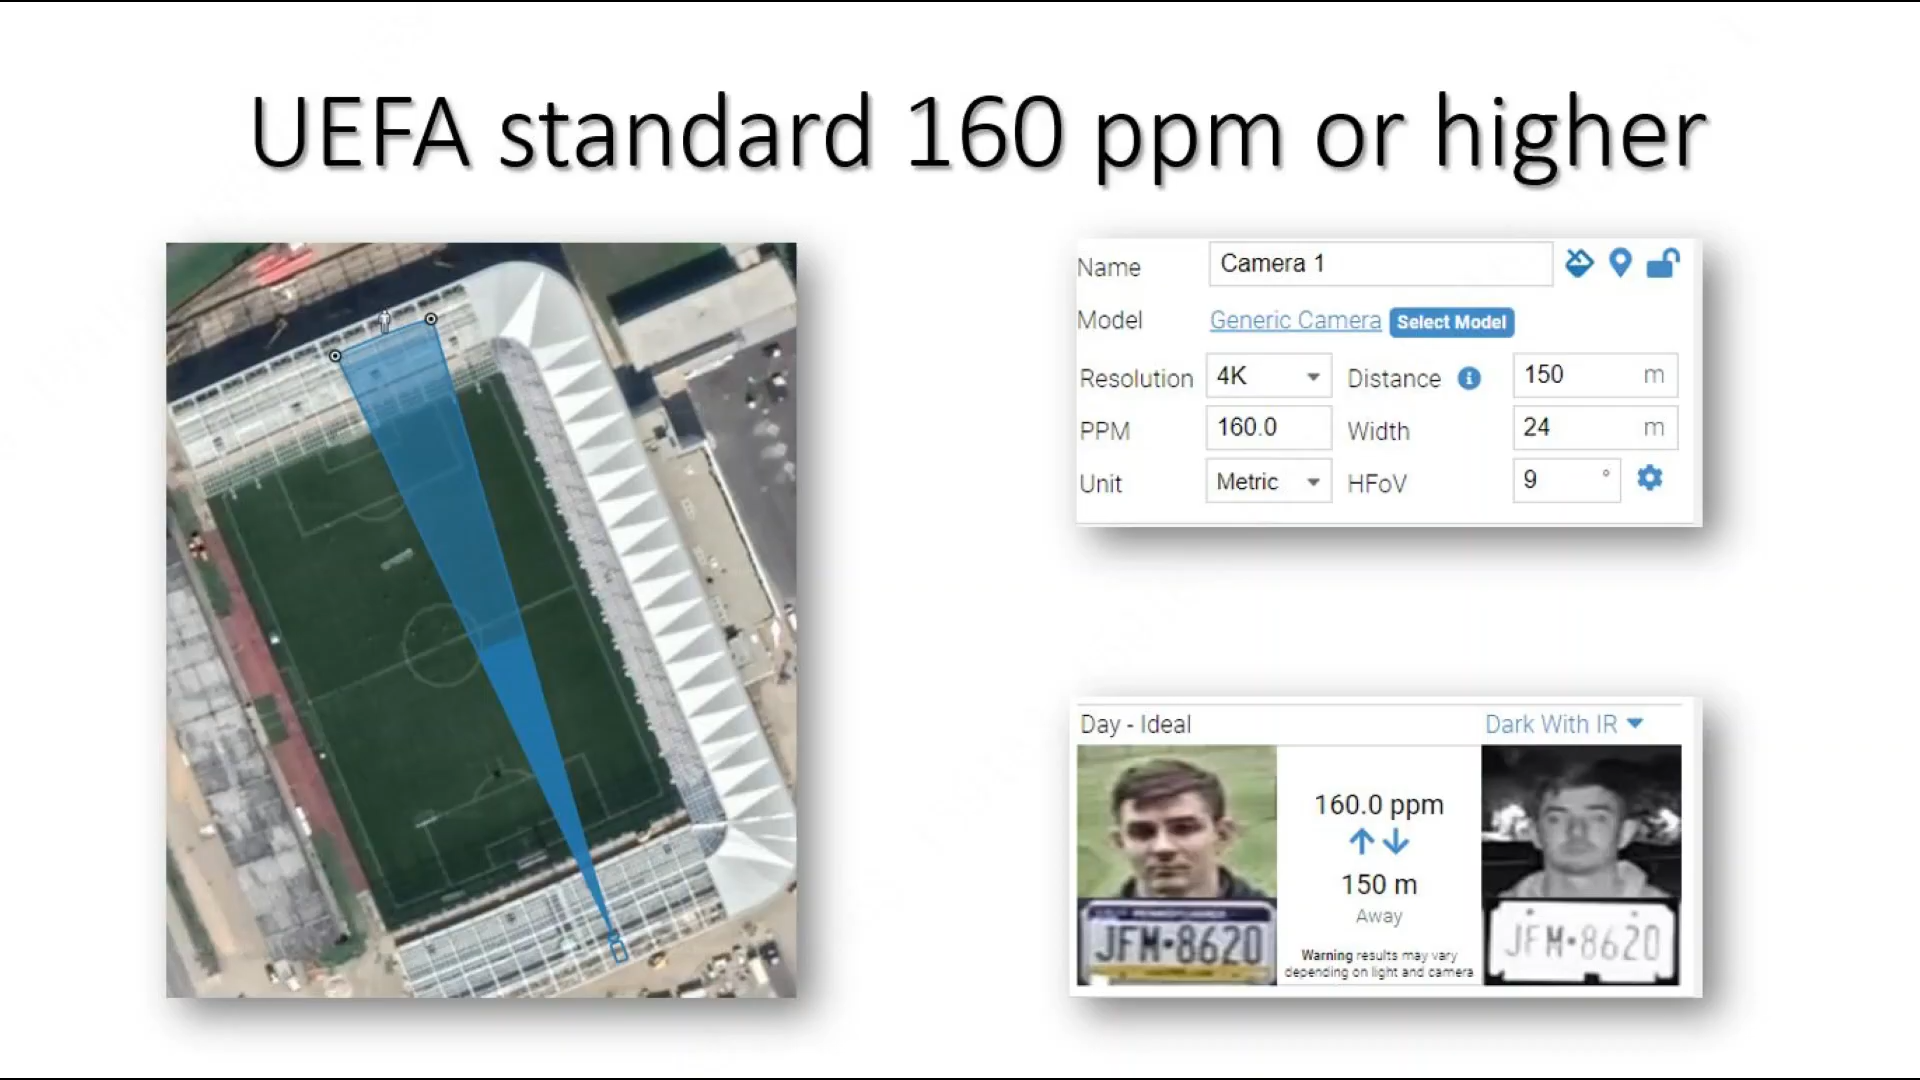 UEFA standard 160 ppm or higher
Name Camera 1
Model Generic Camera Select Model
Resolution 4K Distance 150 m
PPM 160.0 Width 24 m
Unit Metric HFoV 9 °
Day - Ideal Dark With IR
160.0 ppm
150 m
Away
Warning results may vary
depending on light and camera
JFM•8620
JFM•8620